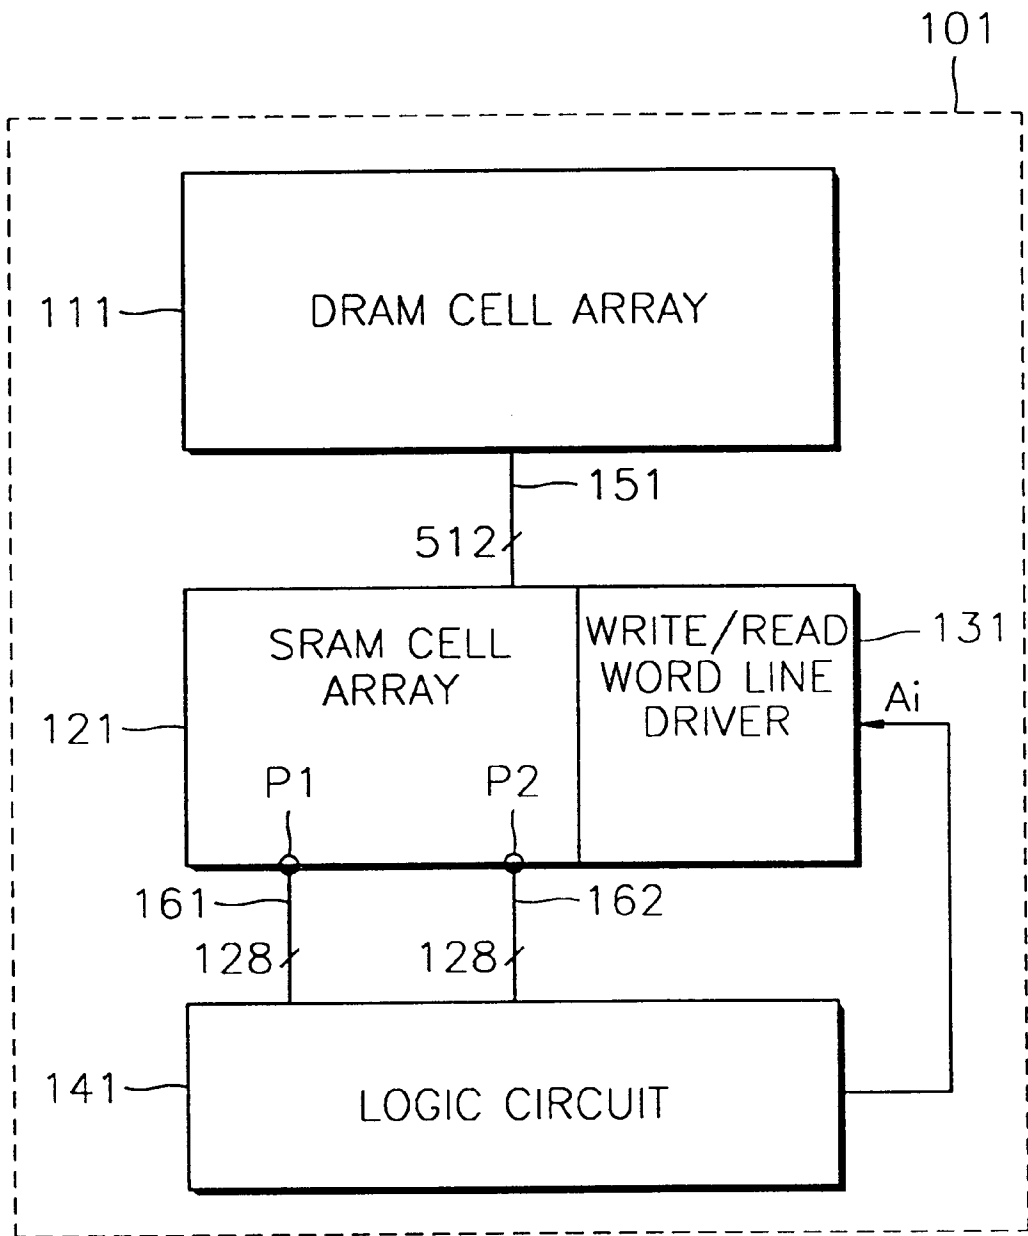 101
111
DRAM CELL ARRAY
151
512
SRAM CELL
ARRAY
WRITE/READ
WORD LINE
DRIVER
131
Ai
121
P1
P2
161
162
128
128
141
LOGIC CIRCUIT